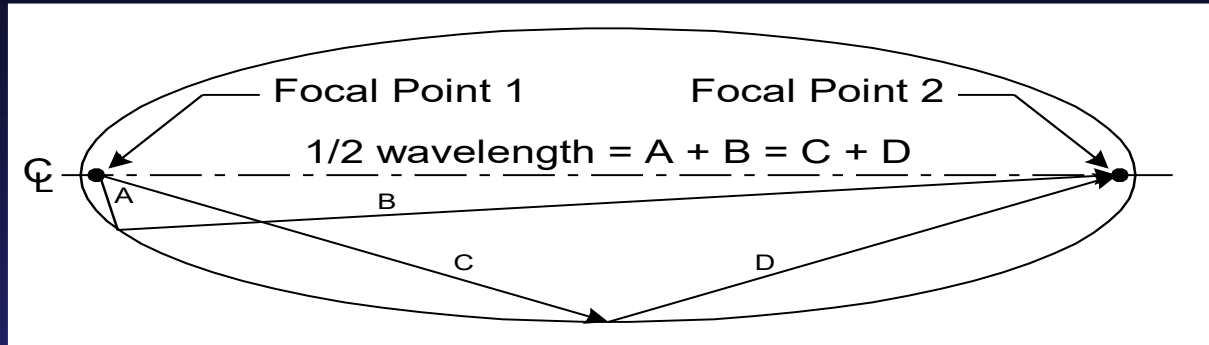 Focal Point 1
Focal Point 2
1/2 wavelength = A + B = C + D
CL
A
B
C
D